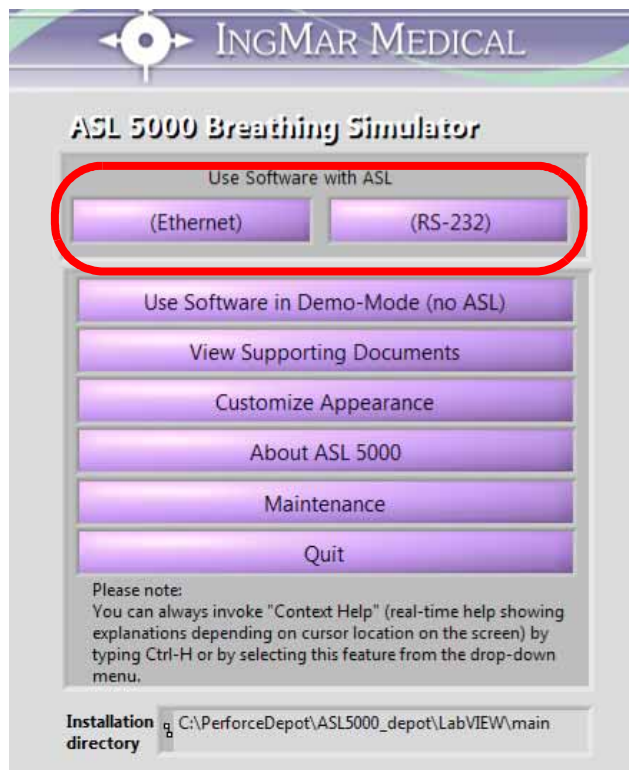 INGMAR MEDICAL
ASL 5000 Breathing Simulator
Use Software with ASL
(Ethernet)
(RS-232)
Use Software in Demo-Mode (no ASL)
View Supporting Documents
Customize Appearance
About ASL 5000
Maintenance
Quit
Please note:
You can always invoke "Context Help" (real-time help showing
explanations depending on cursor location on the screen) by
typing Ctrl-H or by selecting this feature from the drop-down
menu.
Installation
directory
C:\PerforceDepot\ASL5000_depot\LabVIEW\main